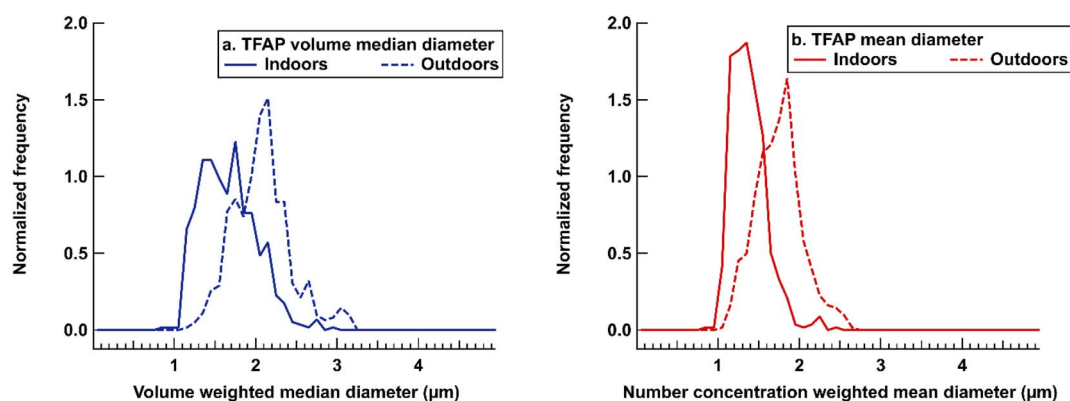 2.0
1.5
1.0
0.5
0.0
Normalized frequency
a. TFAP volume median diameter
Indoors Outdoors
1 2 3 4
Volume weighted median diameter (µm)
2.0
1.5
1.0
0.5
0.0
Normalized frequency
b. TFAP mean diameter
Indoors Outdoors
1 2 3 4
Number concentration weighted mean diameter (µm)